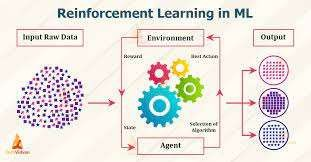 Reinforcement Learning in ML
Input Raw Data
Environment
Output
Reward
Best Action
State
Selection of
Algorithm
Agent